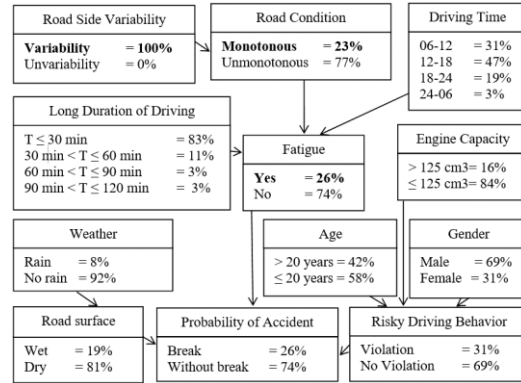 Road Side Variability
Variability = 100%
Unvariability = 0%
Road Condition
Monotonous = 23%
Unmonotonous = 77%
Driving Time
06-12 = 31%
12-18 = 47%
18-24 = 19%
24-06 = 3%
Long Duration of Driving
T ≤ 30 min = 83%
30 min < T ≤ 60 min = 11%
60 min < T ≤ 90 min = 3%
90 min < T ≤ 120 min = 3%
Fatigue
Yes = 26%
No = 74%
Engine Capacity
> 125 cm3= 16%
≤ 125 cm3= 84%
Weather
Rain = 8%
No rain = 92%
Age
> 20 years = 42%
≤ 20 years = 58%
Gender
Male = 69%
Female = 31%
Road surface
Wet = 19%
Dry = 81%
Probability of Accident
Break = 26%
Without break = 74%
Risky Driving Behavior
Violation = 31%
No Violation = 69%